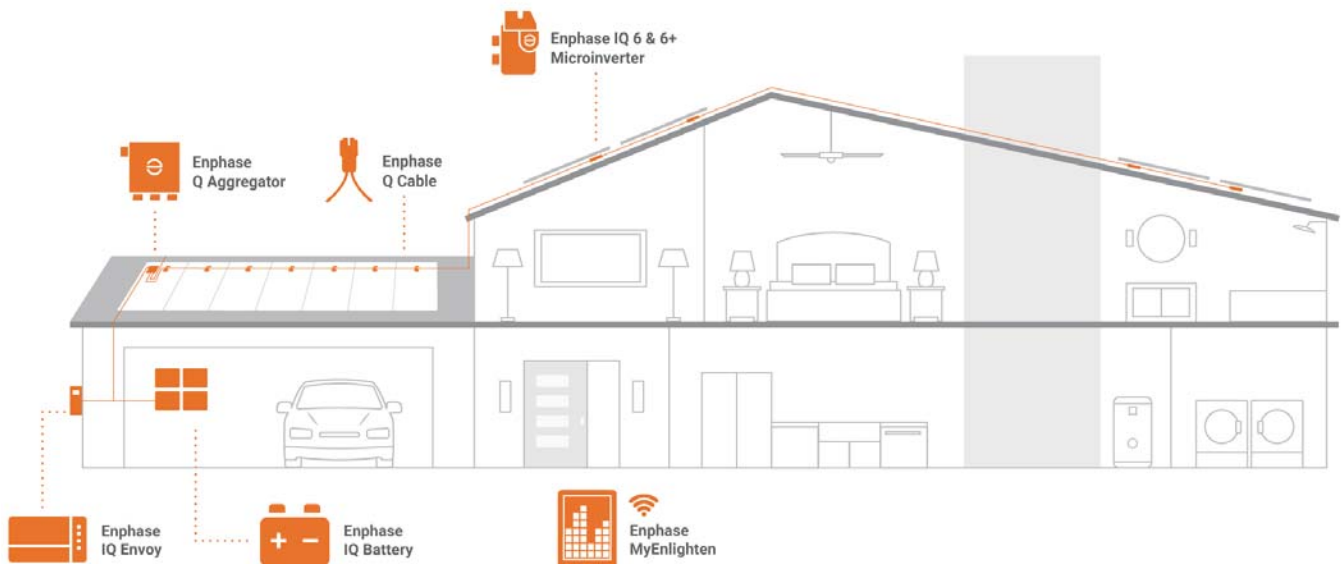 Enphase IQ 6 & 6+
Microinverter
Enphase
Q Aggregator
Enphase
Q Cable
Enphase
IQ Envoy
Enphase
IQ Battery
Enphase
MyEnlighten